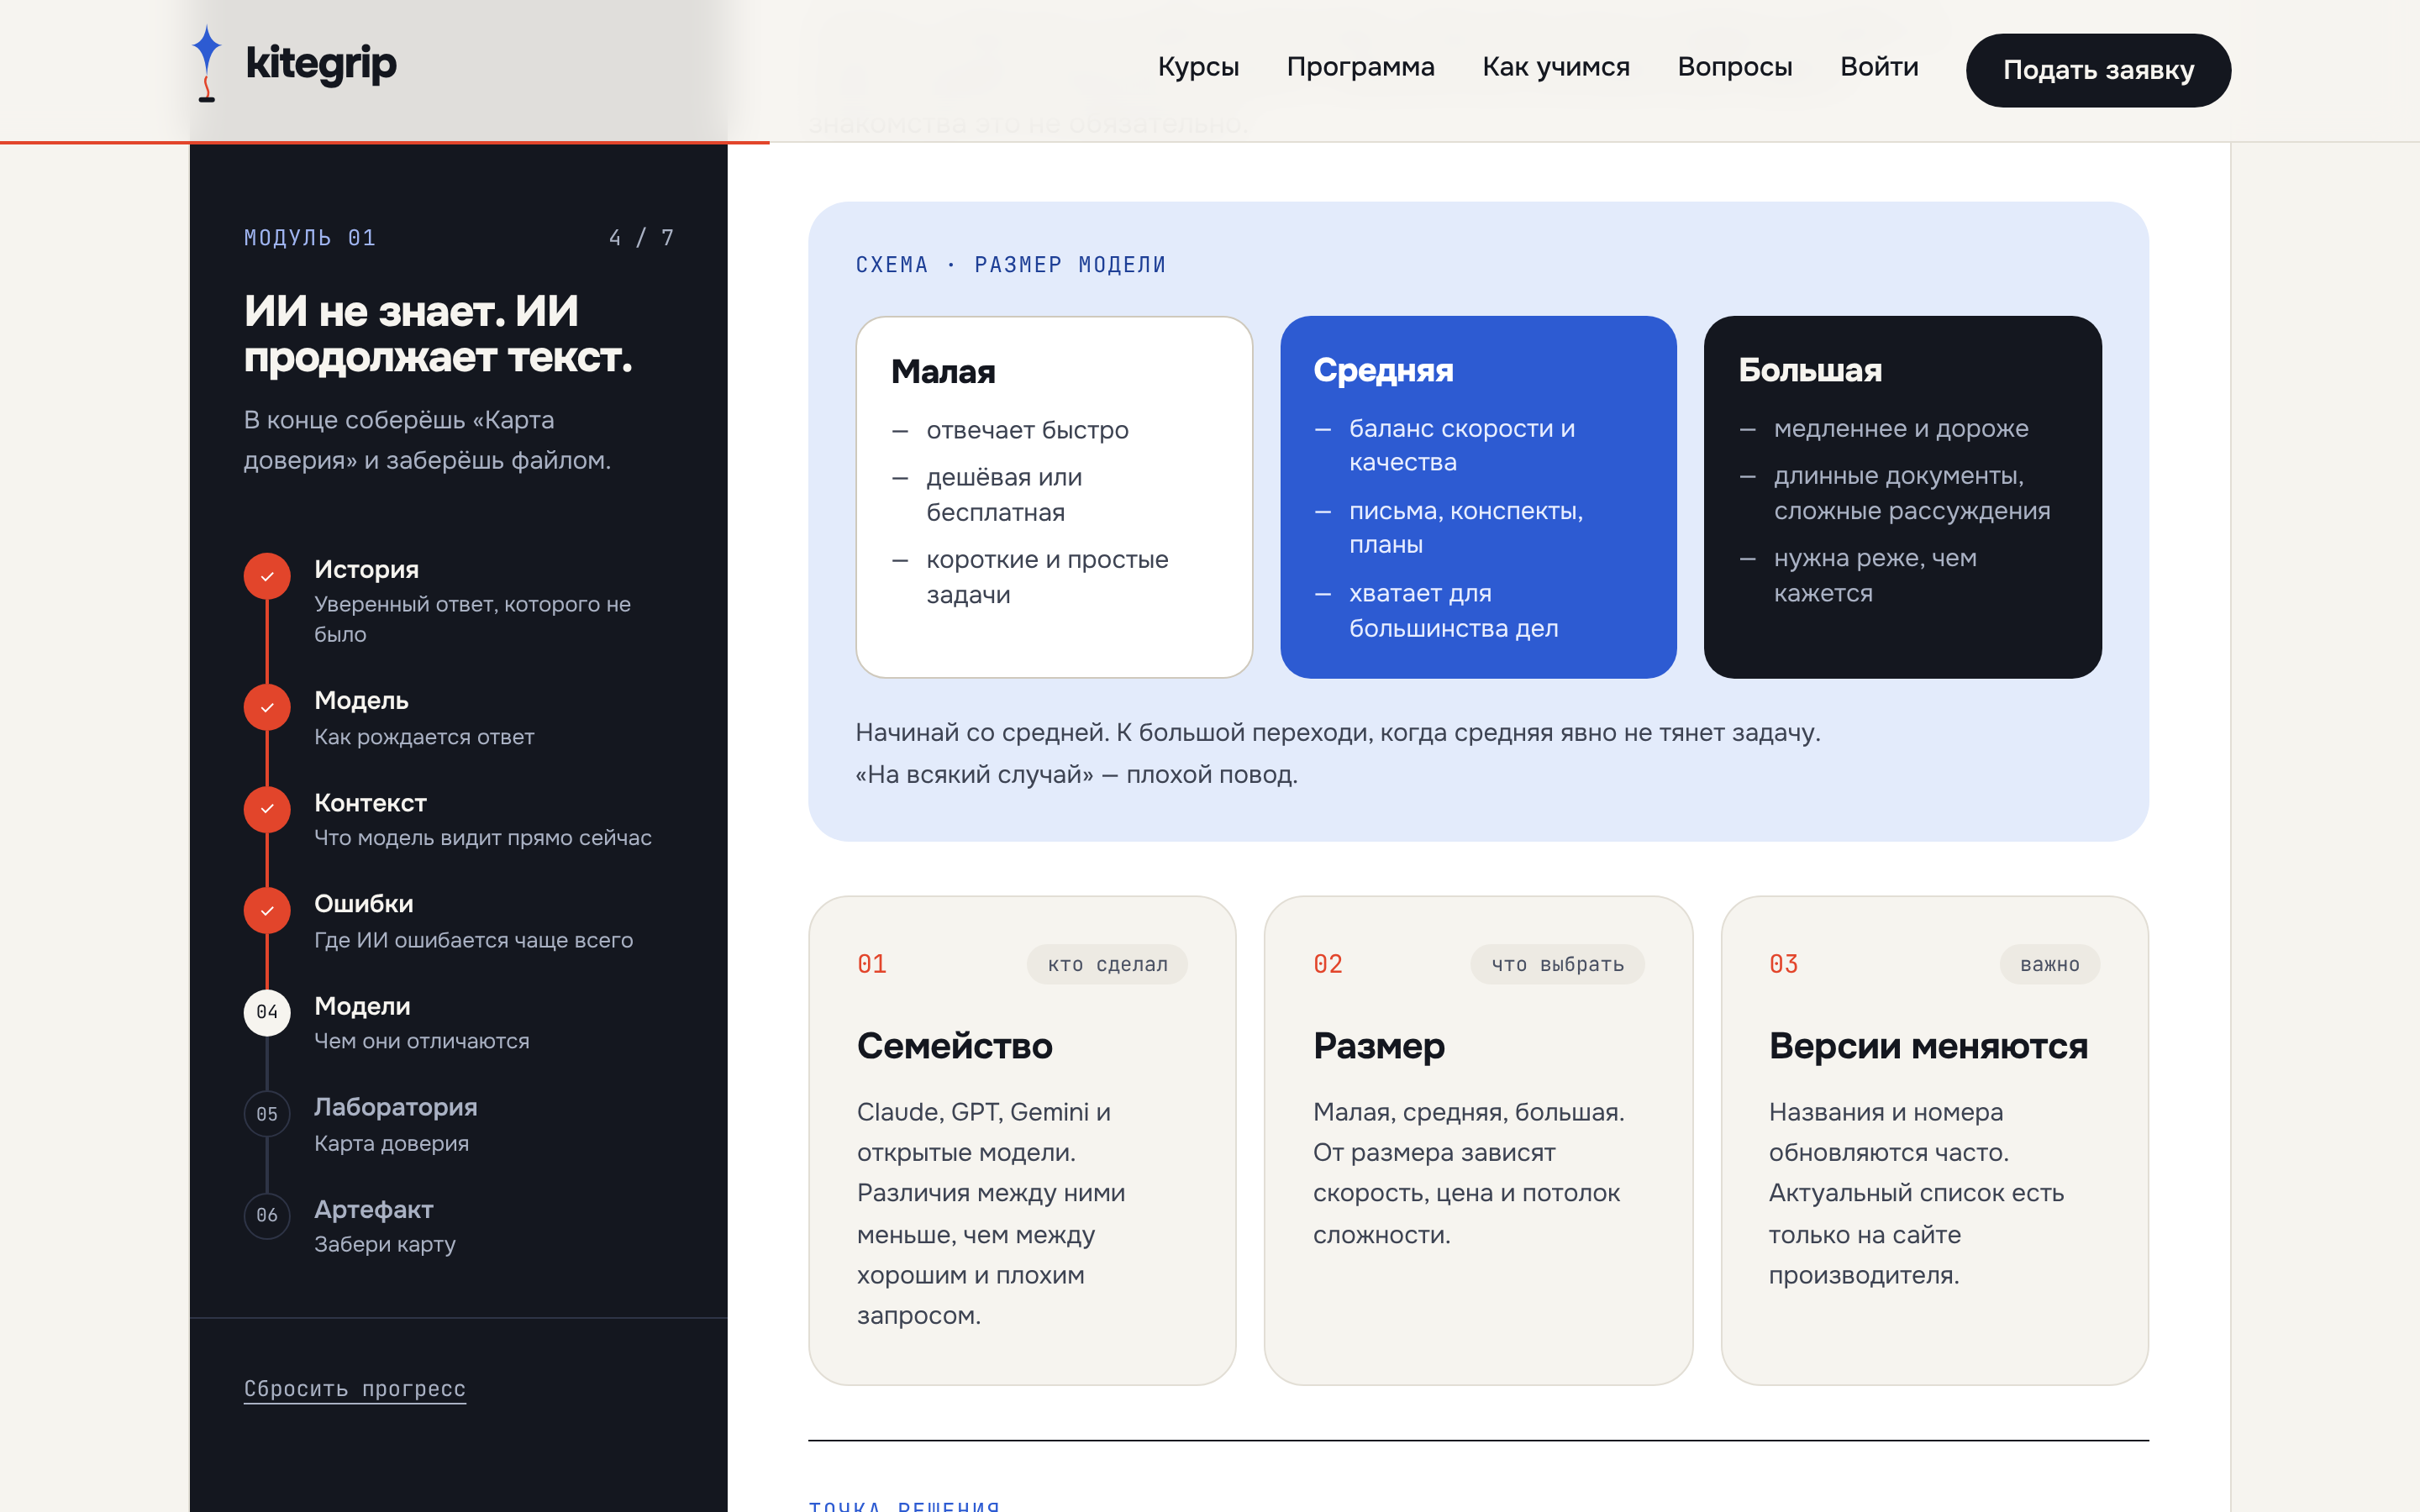 kitegrip
Курсы Программа Как учимся Вопросы Войти Подать заявку
знакомства это не обязательно.
МОДУЛЬ 01 4 / 7
ИИ не знает. ИИ
продолжает текст.
В конце соберёшь «Карта
доверия» и заберёшь файлом.
История
Уверенный ответ, которого не
было
Модель
Как рождается ответ
Контекст
Что модель видит прямо сейчас
Ошибки
Где ИИ ошибается чаще всего
04 Модели
Чем они отличаются
05 Лаборатория
Карта доверия
06 Артефакт
Забери карту
Сбросить прогресс
СХЕМА · РАЗМЕР МОДЕЛИ
Малая
— отвечает быстро
— дешёвая или
бесплатная
— короткие и простые
задачи
Средняя
— баланс скорости и
качества
— письма, конспекты,
планы
— хватает для
большинства дел
Большая
— медленнее и дороже
— длинные документы,
сложные рассуждения
— нужна реже, чем
кажется
Начинай со средней. К большой переходи, когда средняя явно не тянет задачу.
«На всякий случай» — плохой повод.
01 кто сделал
Семейство
Claude, GPT, Gemini и
открытые модели.
Различия между ними
меньше, чем между
хорошим и плохим
запросом.
02 что выбрать
Размер
Малая, средняя, большая.
От размера зависят
скорость, цена и потолок
сложности.
03 важно
Версии меняются
Названия и номера
обновляются часто.
Актуальный список есть
только на сайте
производителя.
ТОЧКА РЕШЕНИЯ